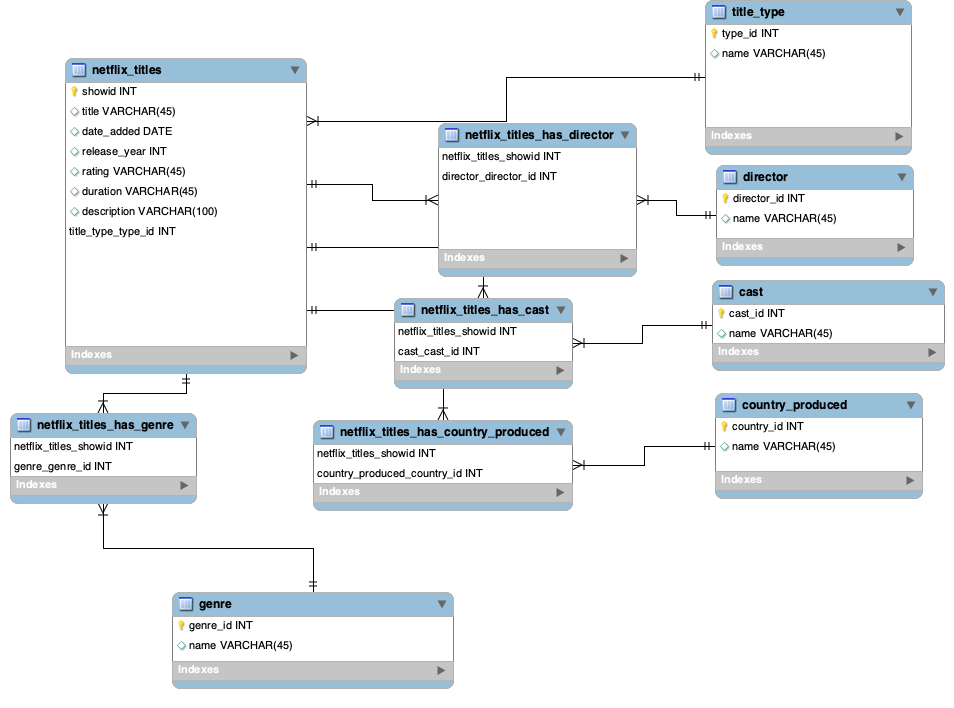 title_type
type_id INT
name VARCHAR(45)
Indexes
netflix_titles
showid INT
title VARCHAR(45)
date_added DATE
release_year INT
rating VARCHAR(45)
duration VARCHAR(45)
description VARCHAR(100)
title_type_type_id INT
Indexes
netflix_titles_has_director
netflix_titles_showid INT
director_director_id INT
Indexes
director
director_id INT
name VARCHAR(45)
Indexes
netflix_titles_has_cast
netflix_titles_showid INT
cast_cast_id INT
Indexes
cast
cast_id INT
name VARCHAR(45)
Indexes
netflix_titles_has_genre
netflix_titles_showid INT
genre_genre_id INT
Indexes
netflix_titles_has_country_produced
netflix_titles_showid INT
country_produced_country_id INT
Indexes
country_produced
country_id INT
name VARCHAR(45)
Indexes
genre
genre_id INT
name VARCHAR(45)
Indexes